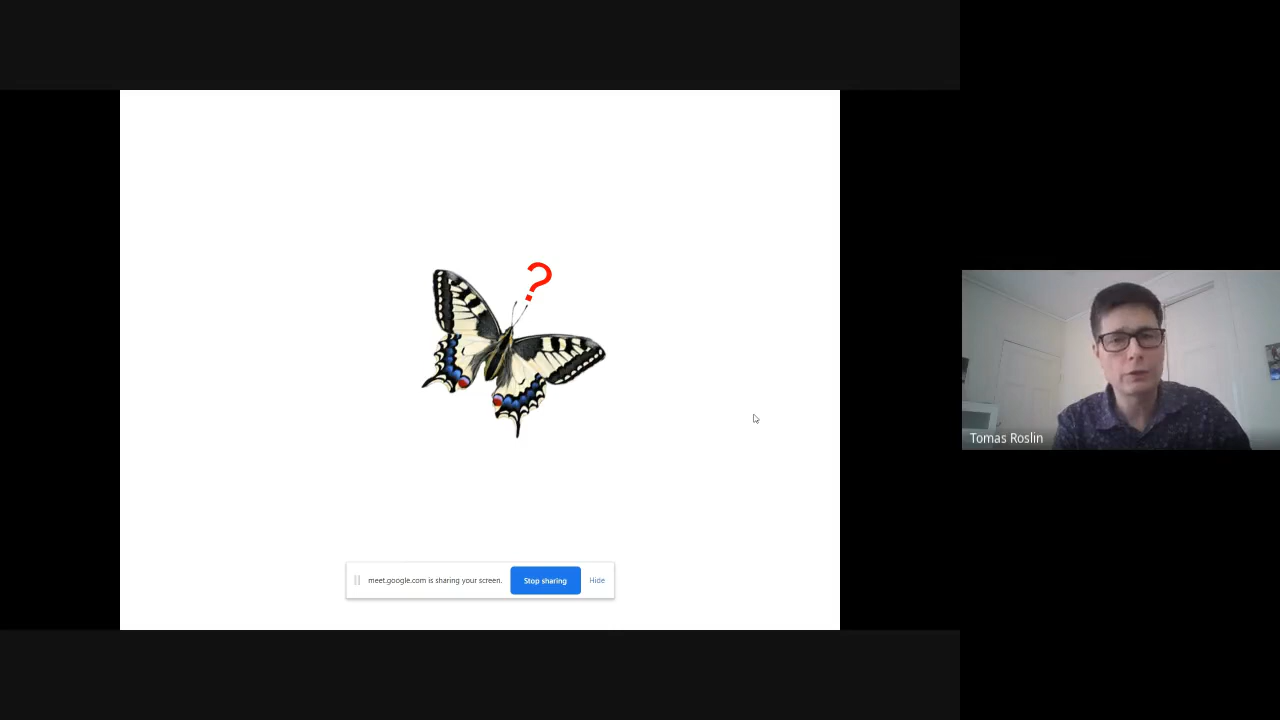 ?
meet.google.com is sharing your screen.
Stop sharing
Hide
Tomas Roslin